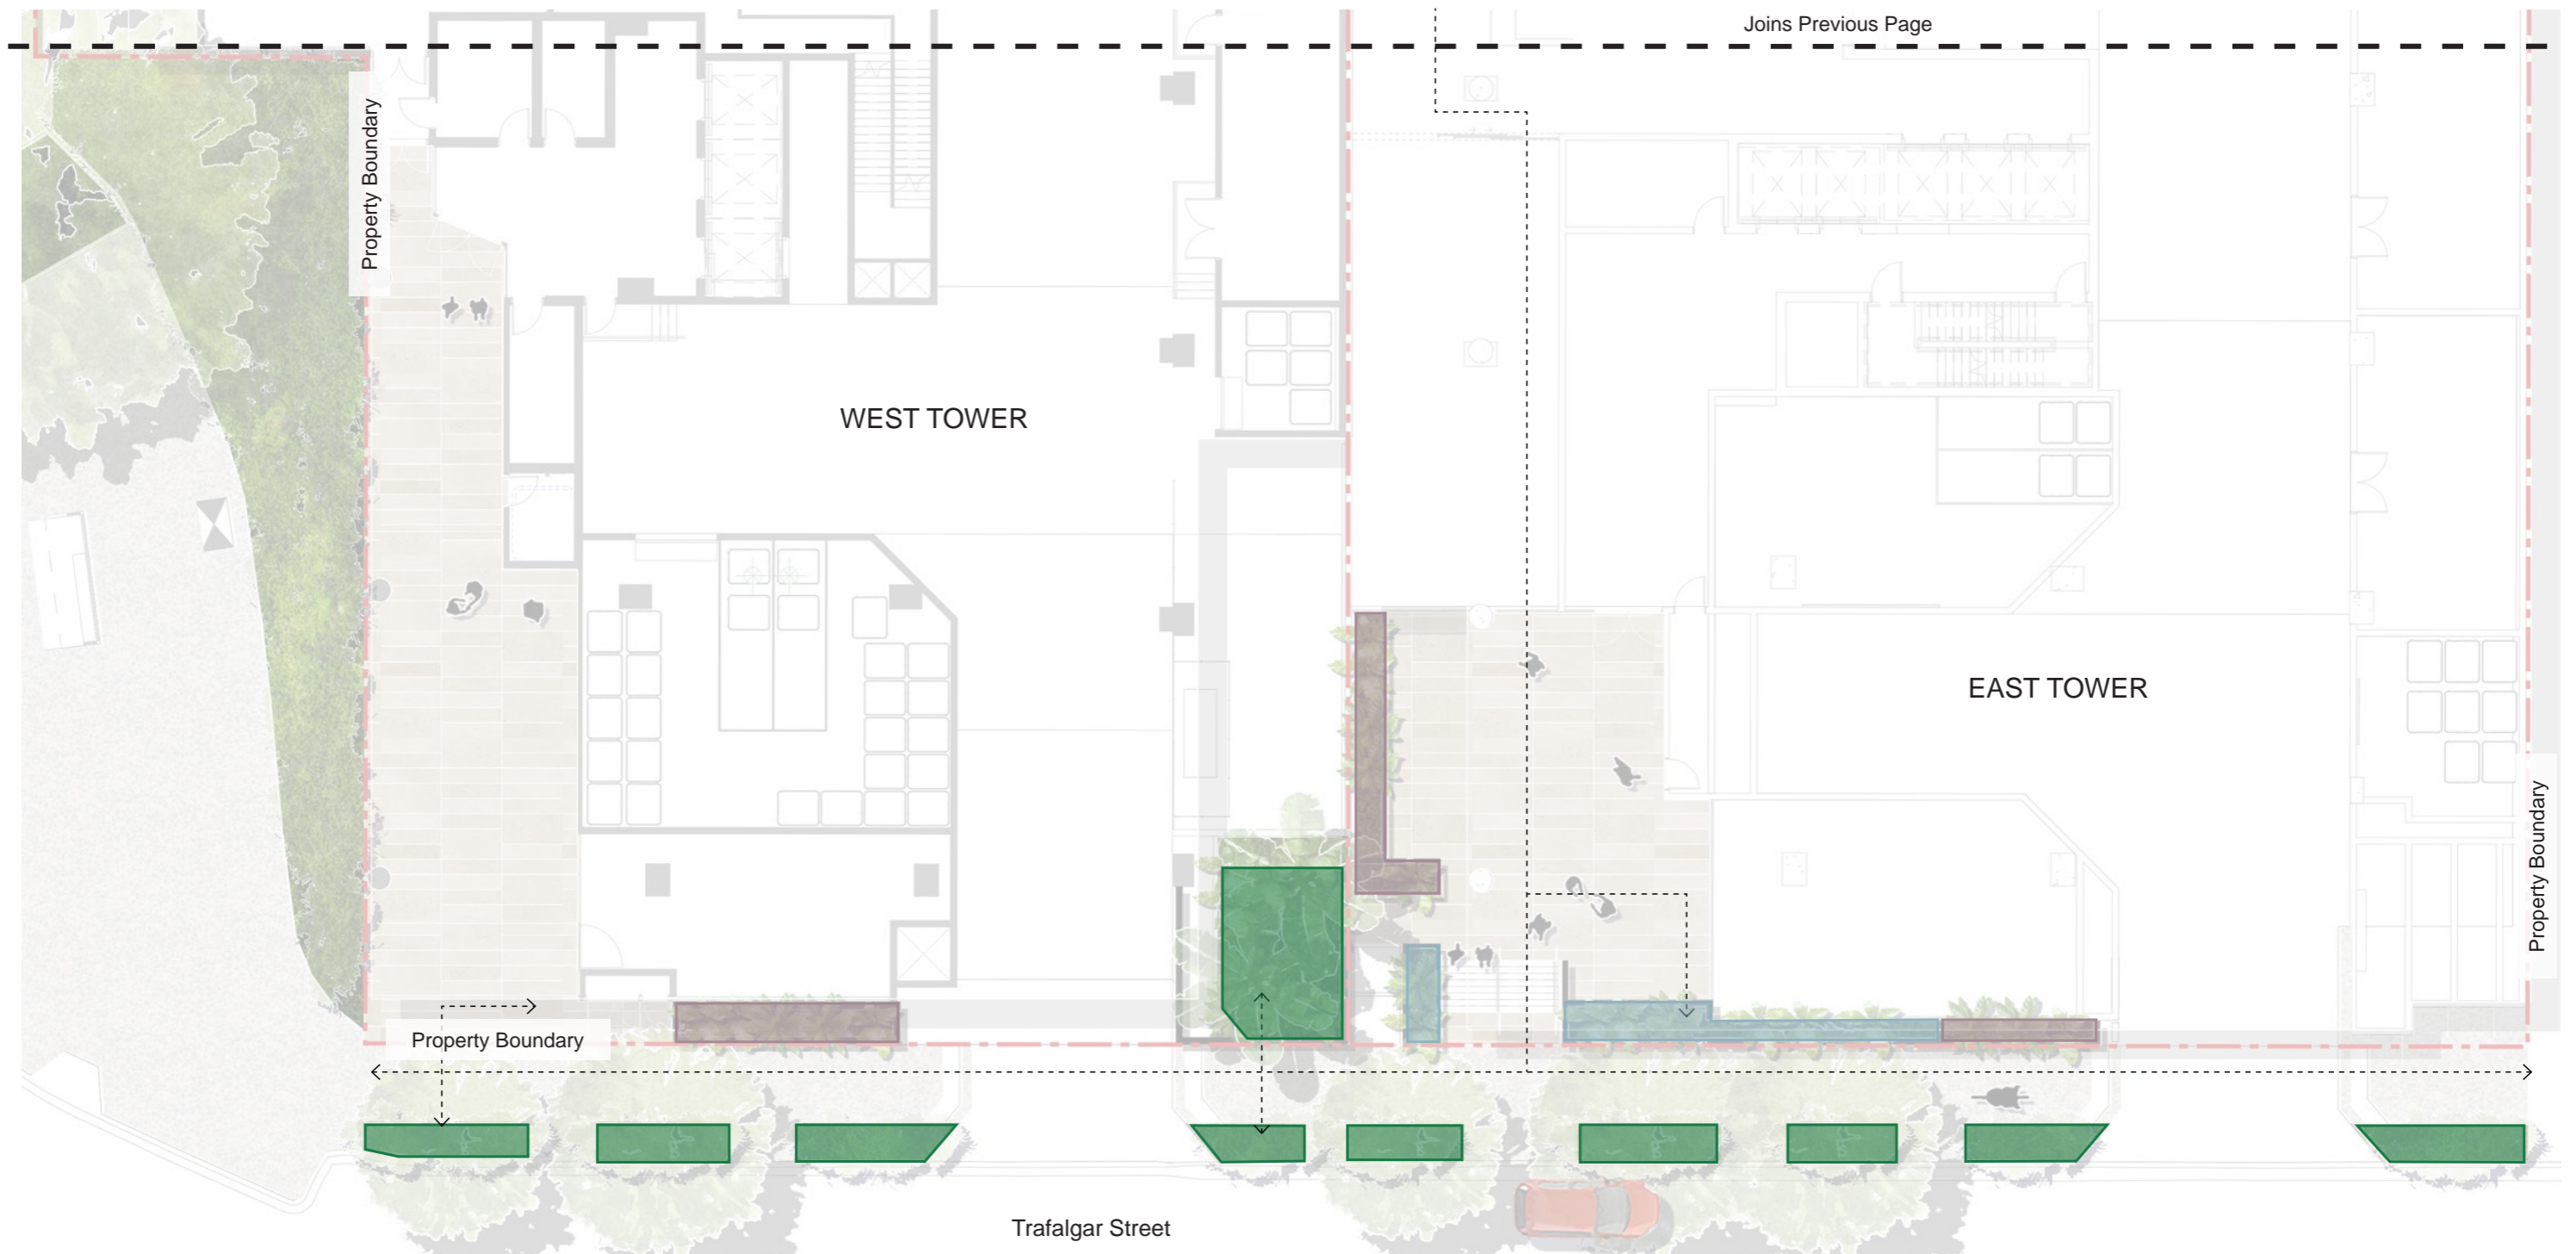 Joins Previous Page
Property Boundary
WEST TOWER
EAST TOWER
Property Boundary
Property Boundary
Trafalgar Street